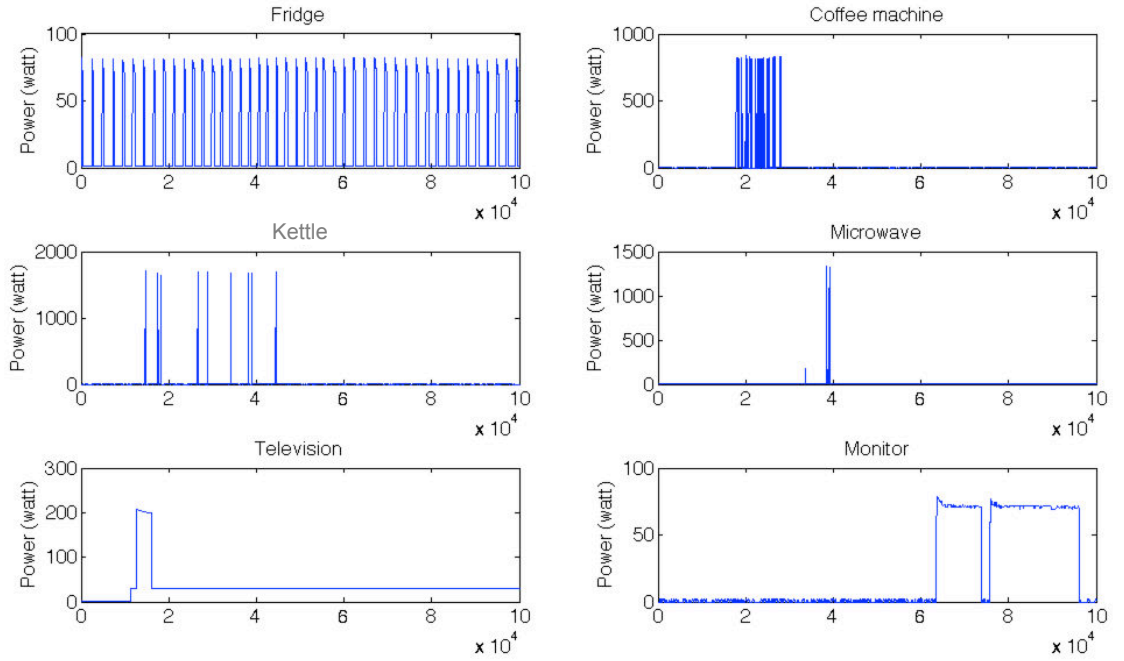 Fridge
100
50
0
Power (watt)
0 2 4 6 8 10
x 10^4
Coffee machine
1000
500
0
Power (watt)
0 2 4 6 8 10
x 10^4
Kettle
2000
1000
0
Power (watt)
0 2 4 6 8 10
x 10^4
Microwave
1500
1000
500
0
Power (watt)
0 2 4 6 8 10
x 10^4
Television
300
200
100
0
Power (watt)
0 2 4 6 8 10
x 10^4
Monitor
100
50
0
Power (watt)
0 2 4 6 8 10
x 10^4